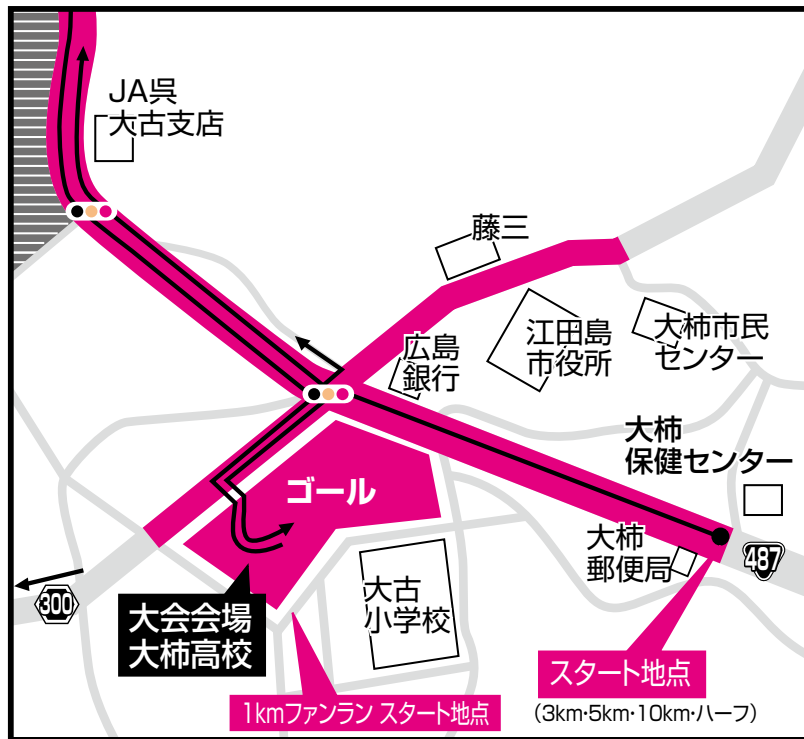 JA呉
大古支店
藤三
広島
銀行
江田島
市役所
大柿市民
センター
大柿
保健センター
ゴール
大柿
郵便局
487
300
大会会場
大柿高校
大古
小学校
スタート地点
(3km・5km・10km・ハーフ)
1kmファンラン スタート地点